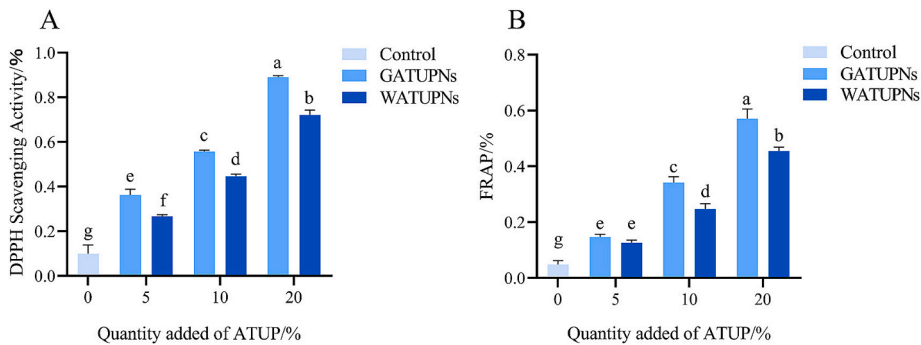 A
DPPH Scavenging Activity/%
1.0
0.8
0.6
0.4
0.2
0.0
g
e
f
c
d
a
b
0
5
10
20
Quantity added of ATUP/%
Control
GATUPNs
WATUPNs
B
FRAP/%
0.8
0.6
0.4
0.2
0.0
g
e
e
c
d
a
b
0
5
10
20
Quantity added of ATUP/%
Control
GATUPNs
WATUPNs